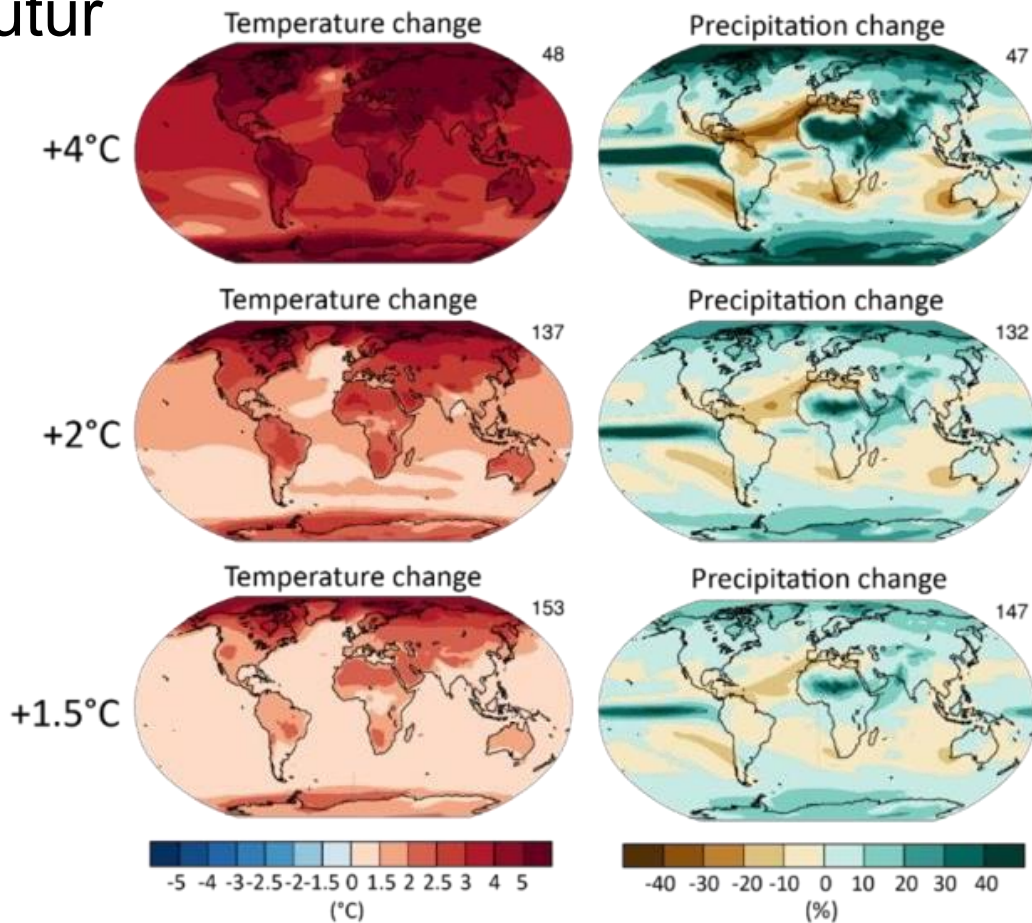 utur
Temperature change
48
Precipitation change
47
+4°C
Temperature change
137
Precipitation change
132
+2°C
Temperature change
153
Precipitation change
147
+1.5°C
-5 -4 -3 -2.5 -2 -1.5 0 1.5 2 2.5 3 4 5
(°C)
-40 -30 -20 -10 0 10 20 30 40
(%)